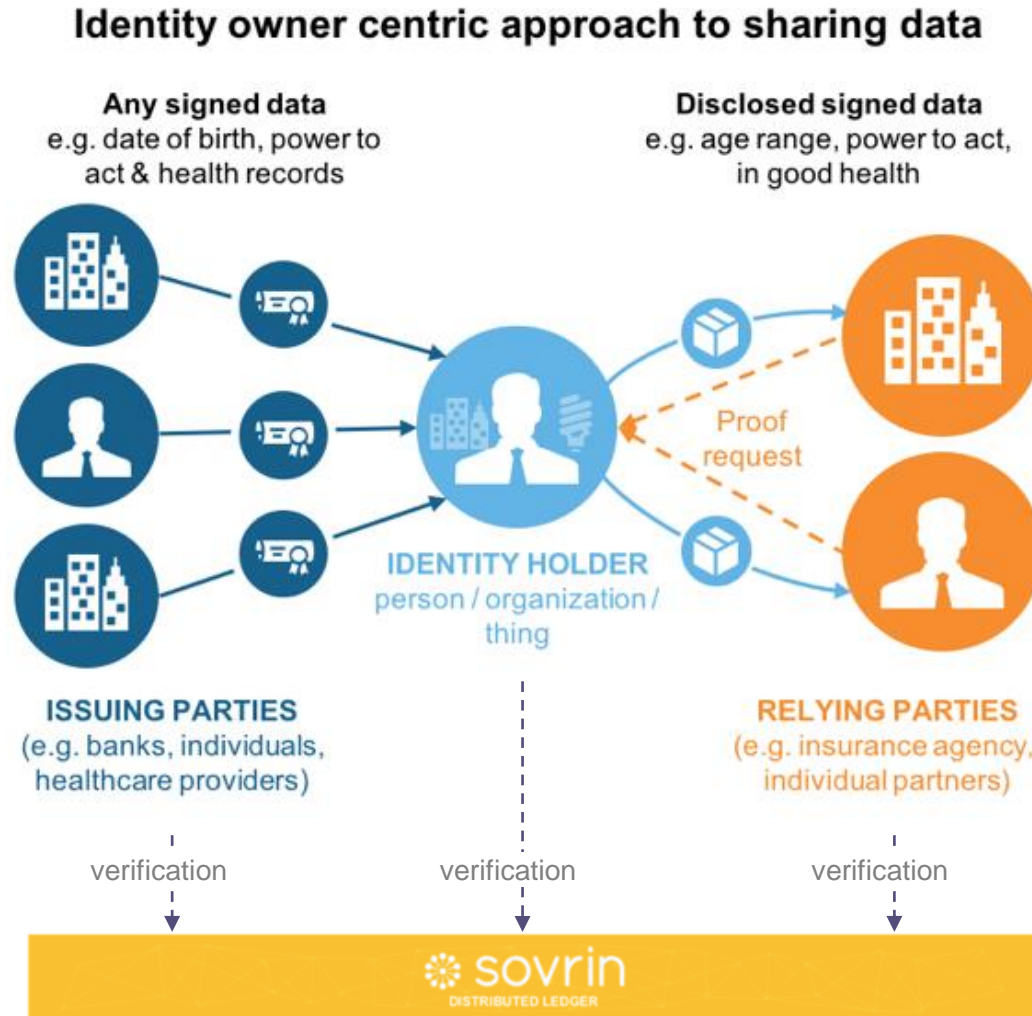 Identity owner centric approach to sharing data
Any signed data
e.g. date of birth, power to
act & health records
Disclosed signed data
e.g. age range, power to act,
in good health
Proof
request
IDENTITY HOLDER
person / organization /
thing
ISSUING PARTIES
(e.g. banks, individuals,
healthcare providers)
RELYING PARTIES
(e.g. insurance agency,
individual partners)
verification
verification
verification
sovrin
DISTRIBUTED LEDGER